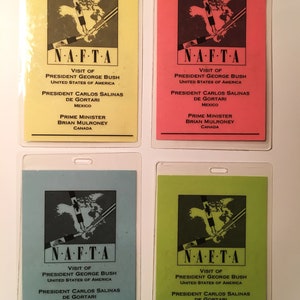 N·A·F·T·A
VISIT OF
PRESIDENT GEORGE BUSH
UNITED STATES OF AMERICA
PRESIDENT CARLOS SALINAS
DE GORTARI
MEXICO
PRIME MINISTER
BRIAN MULRONEY
CANADA
N·A·F·T·A
VISIT OF
PRESIDENT GEORGE BUSH
UNITED STATES OF AMERICA
PRESIDENT CARLOS SALINAS
DE GORTARI
MEXICO
PRIME MINISTER
BRIAN MULRONEY
CANADA
N·A·F·T·A
VISIT OF
PRESIDENT GEORGE BUSH
UNITED STATES OF AMERICA
PRESIDENT CARLOS SALINAS
DE GORTARI
N·A·F·T·A
VISIT OF
PRESIDENT GEORGE BUSH
UNITED STATES OF AMERICA
PRESIDENT CARLOS SALINAS
DE GORTARI